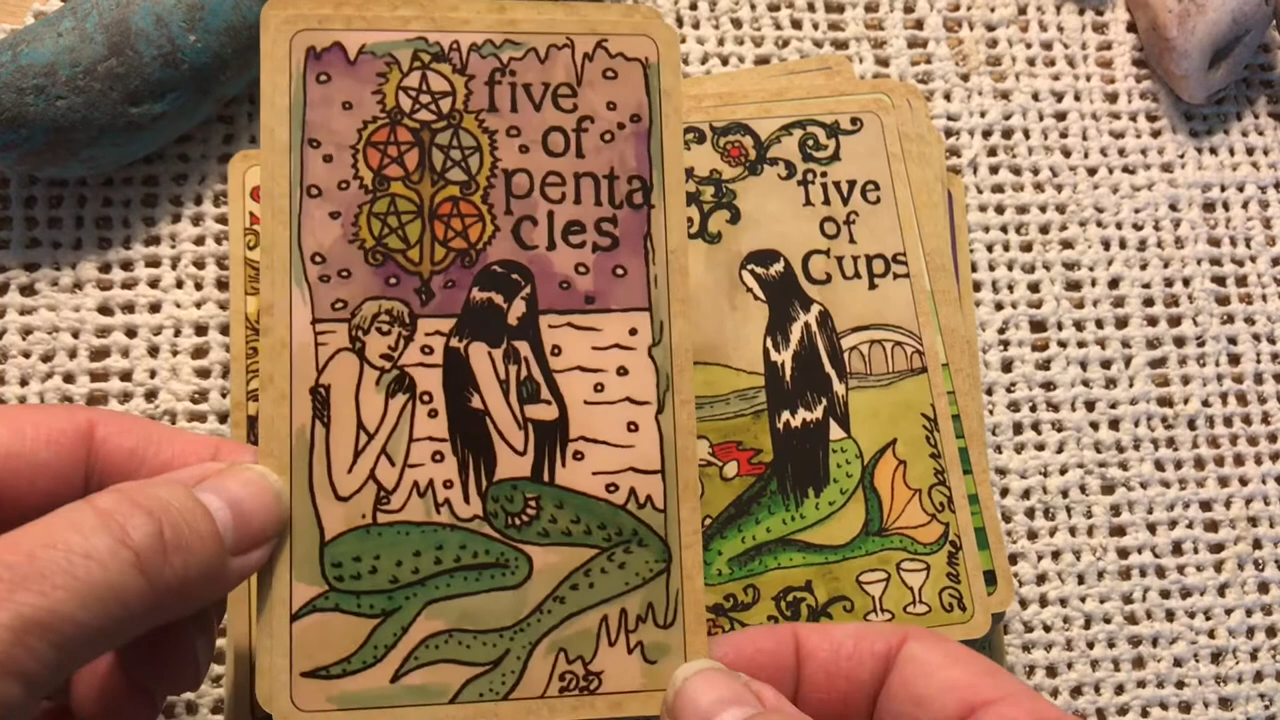 five
of
penta
cles
DD
five
of
Cups
Dame Darcy